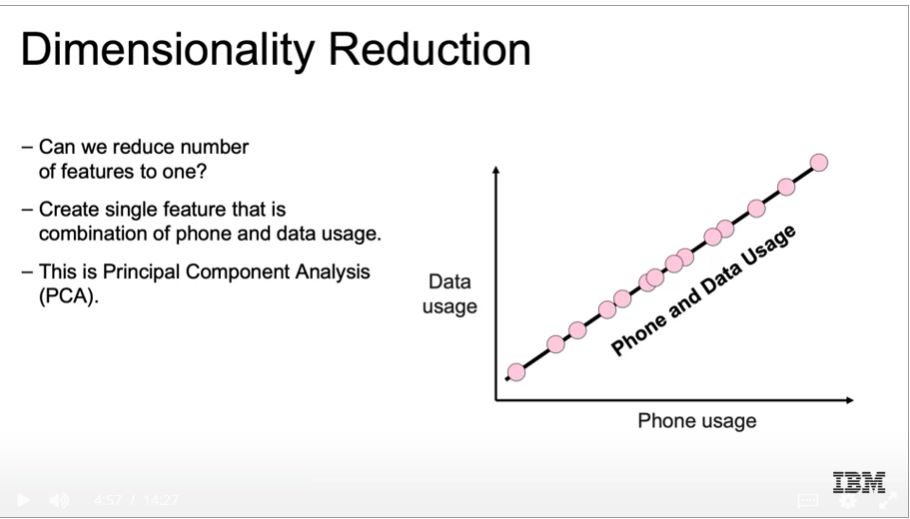 Dimensionality Reduction
– Can we reduce number
of features to one?
– Create single feature that is
combination of phone and data usage.
– This is Principal Component Analysis
(PCA).
Data
usage
Phone and Data Usage
Phone usage
IBM
4:57 / 14:27